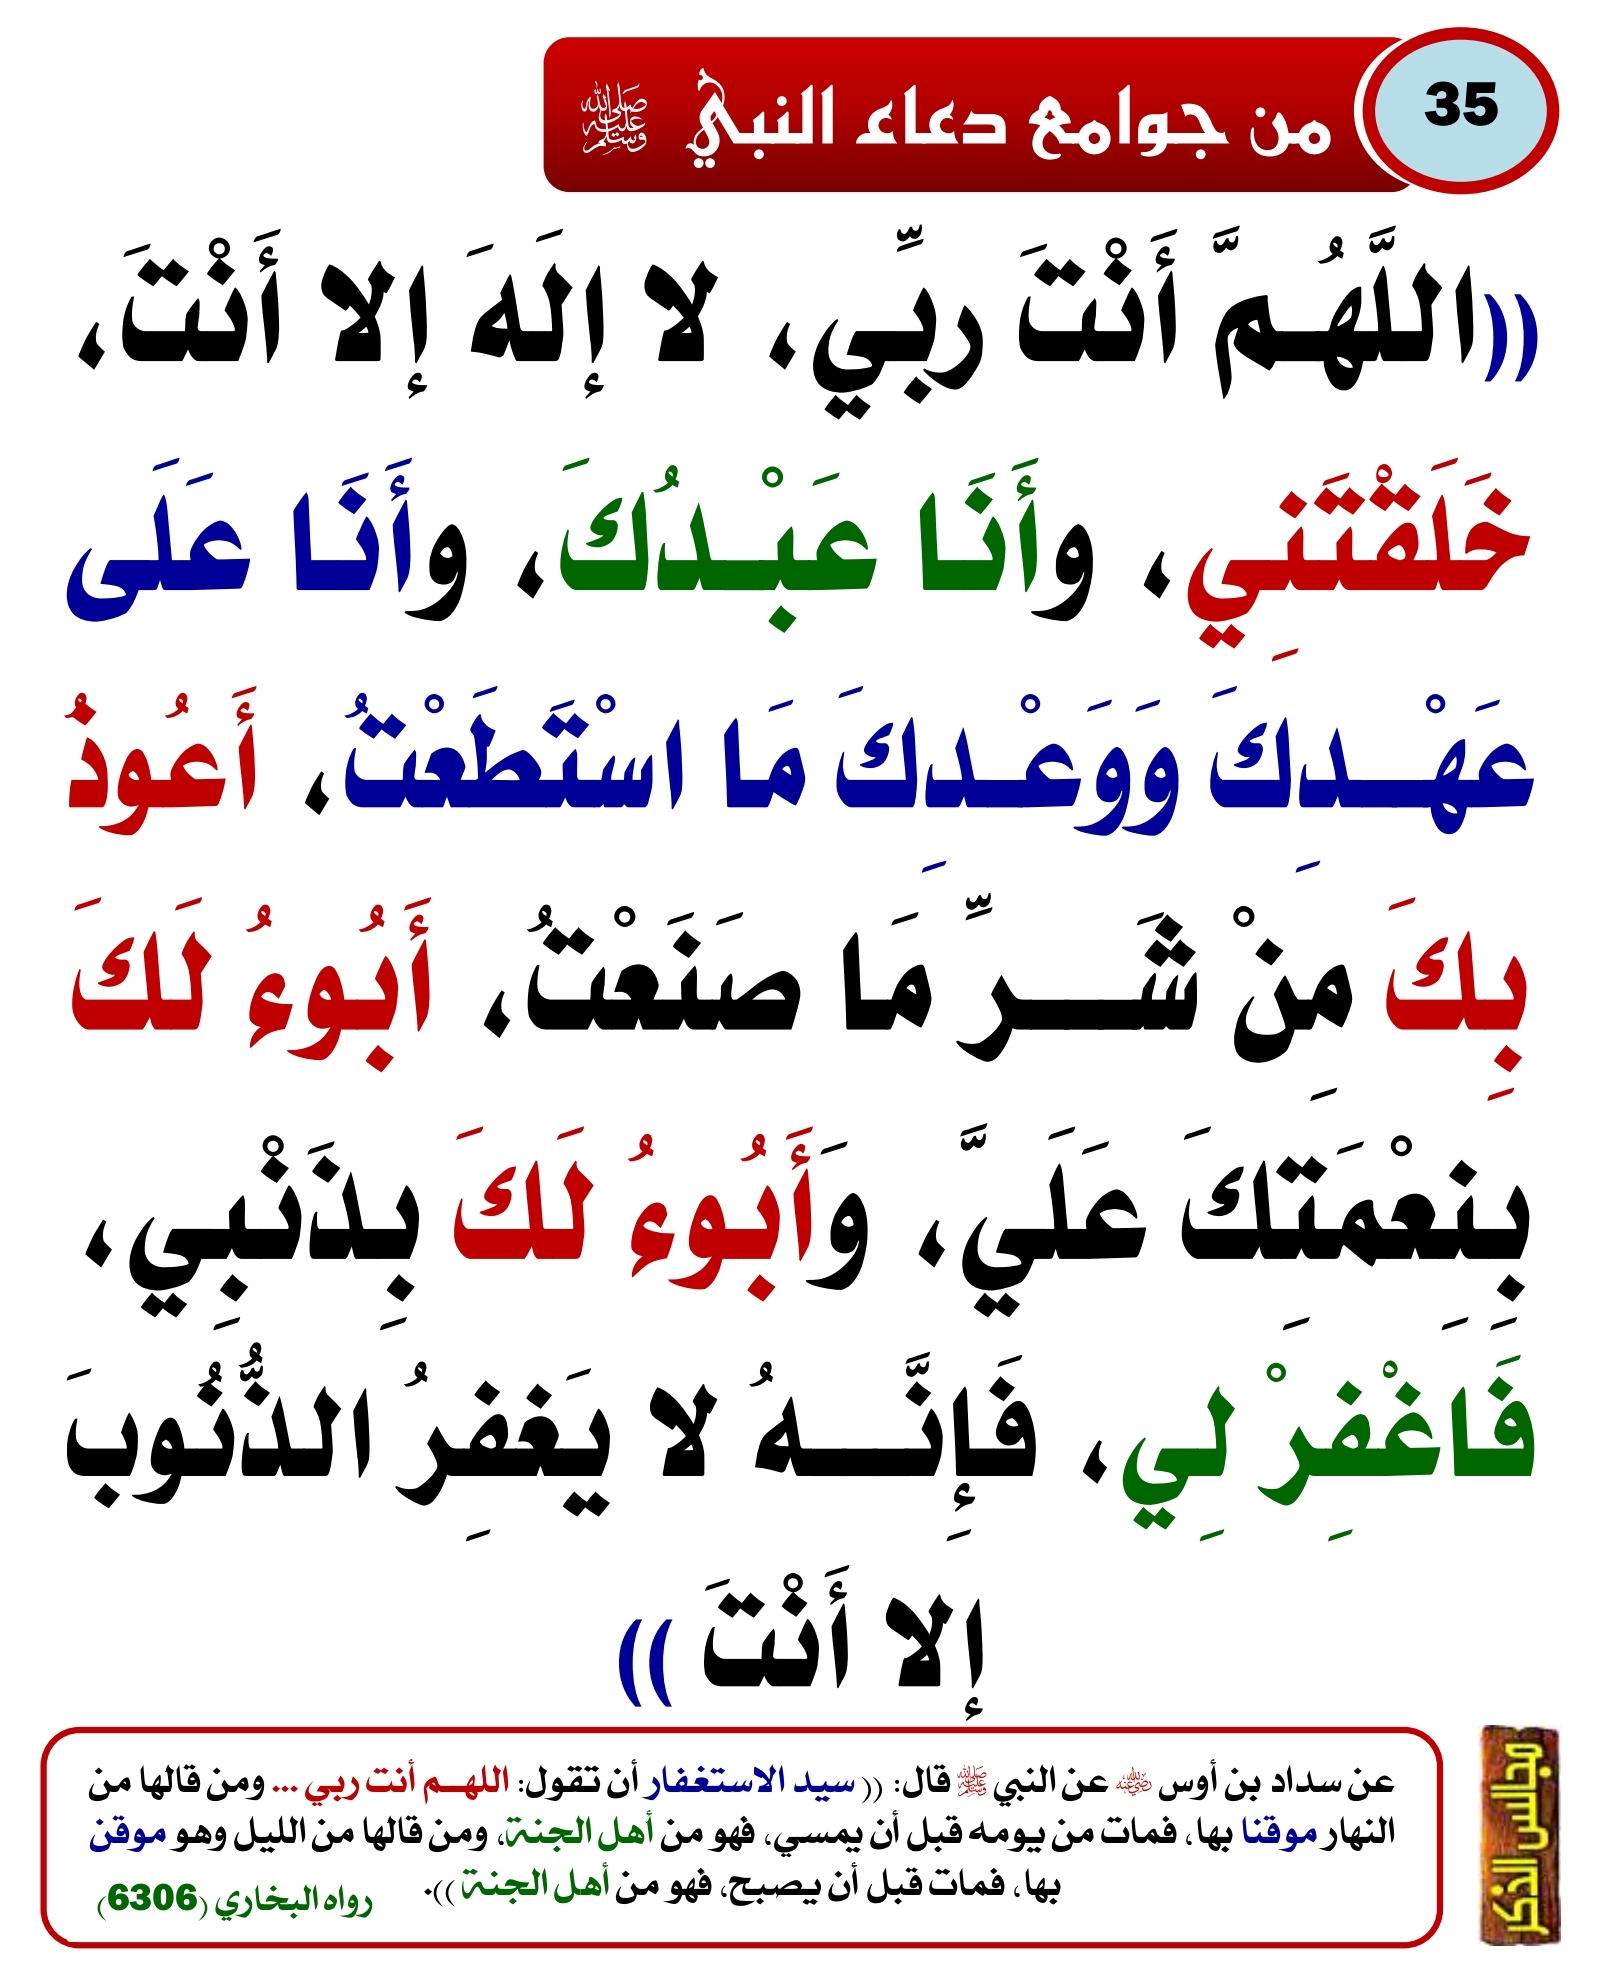 35
من جوامع دعاء النبي ﷺ
((اللَّهُمَّ أَنْتَ ربِّي، لا إلَهَ إلا أَنْتَ،
خَلَقْتَنِي، وأَنَا عَبْدُكَ، وأَنَا عَلَى
عَهْدِكَ وَوَعْدِكَ مَا اسْتَطَعْتُ، أَعُوذُ
بِكَ مِنْ شَرِّ مَا صَنَعْتُ، أَبُوءُ لَكَ
بِنِعْمَتِكَ عَلَيَّ، وَأَبُوءُ لَكَ بِذَنْبِي،
فَاغْفِرْ لِي، فَإِنَّهُ لا يَغفِرُ الذُّنُوبَ
إلا أَنْتَ ))
عن سداد بن أوس رضي الله عنه عن النبي ﷺ قال: (( سيد الاستغفار أن تقول: اللهم أنت ربي ... ومن قالها من
النهار موقنا بها، فمات من يومه قبل أن يمسي، فهو من أهل الجنة، ومن قالها من الليل وهو موقن
بها، فمات قبل أن يصبح، فهو من أهل الجنة )). رواه البخاري (6306)
مجالس الذكر